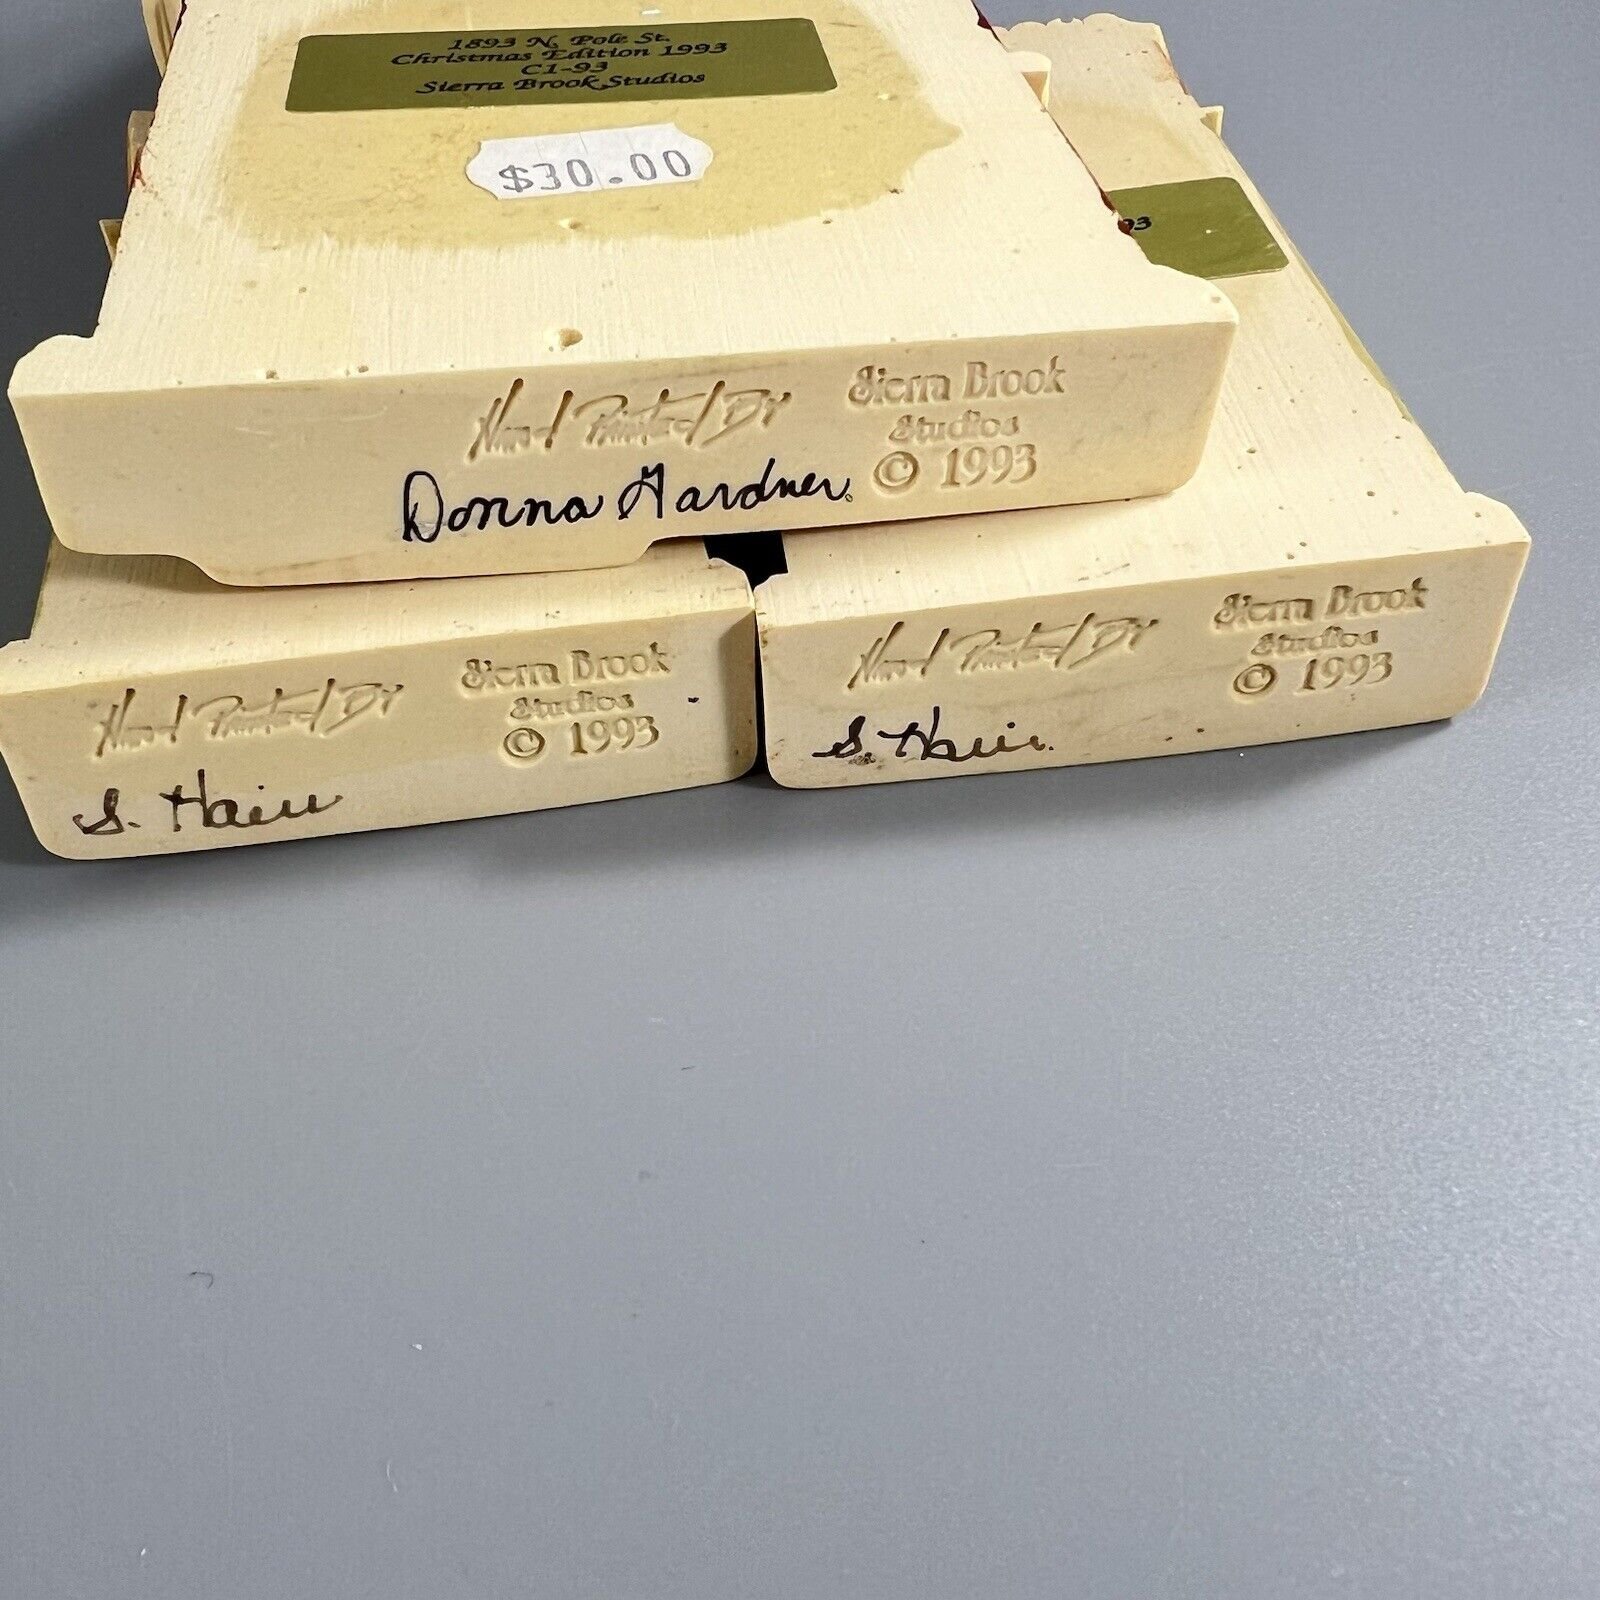 1893 N. Pole St.
Christmas Edition 1993
C1-93
Sierra Brook Studios
$30.00
93
Hand Painted By
Sierra Brook
Studios
© 1993
Donna Gardner
Hand Painted By
Sierra Brook
Studios
© 1993
S.
Hand Painted By
Sierra Brook
Studios
© 1993
S.